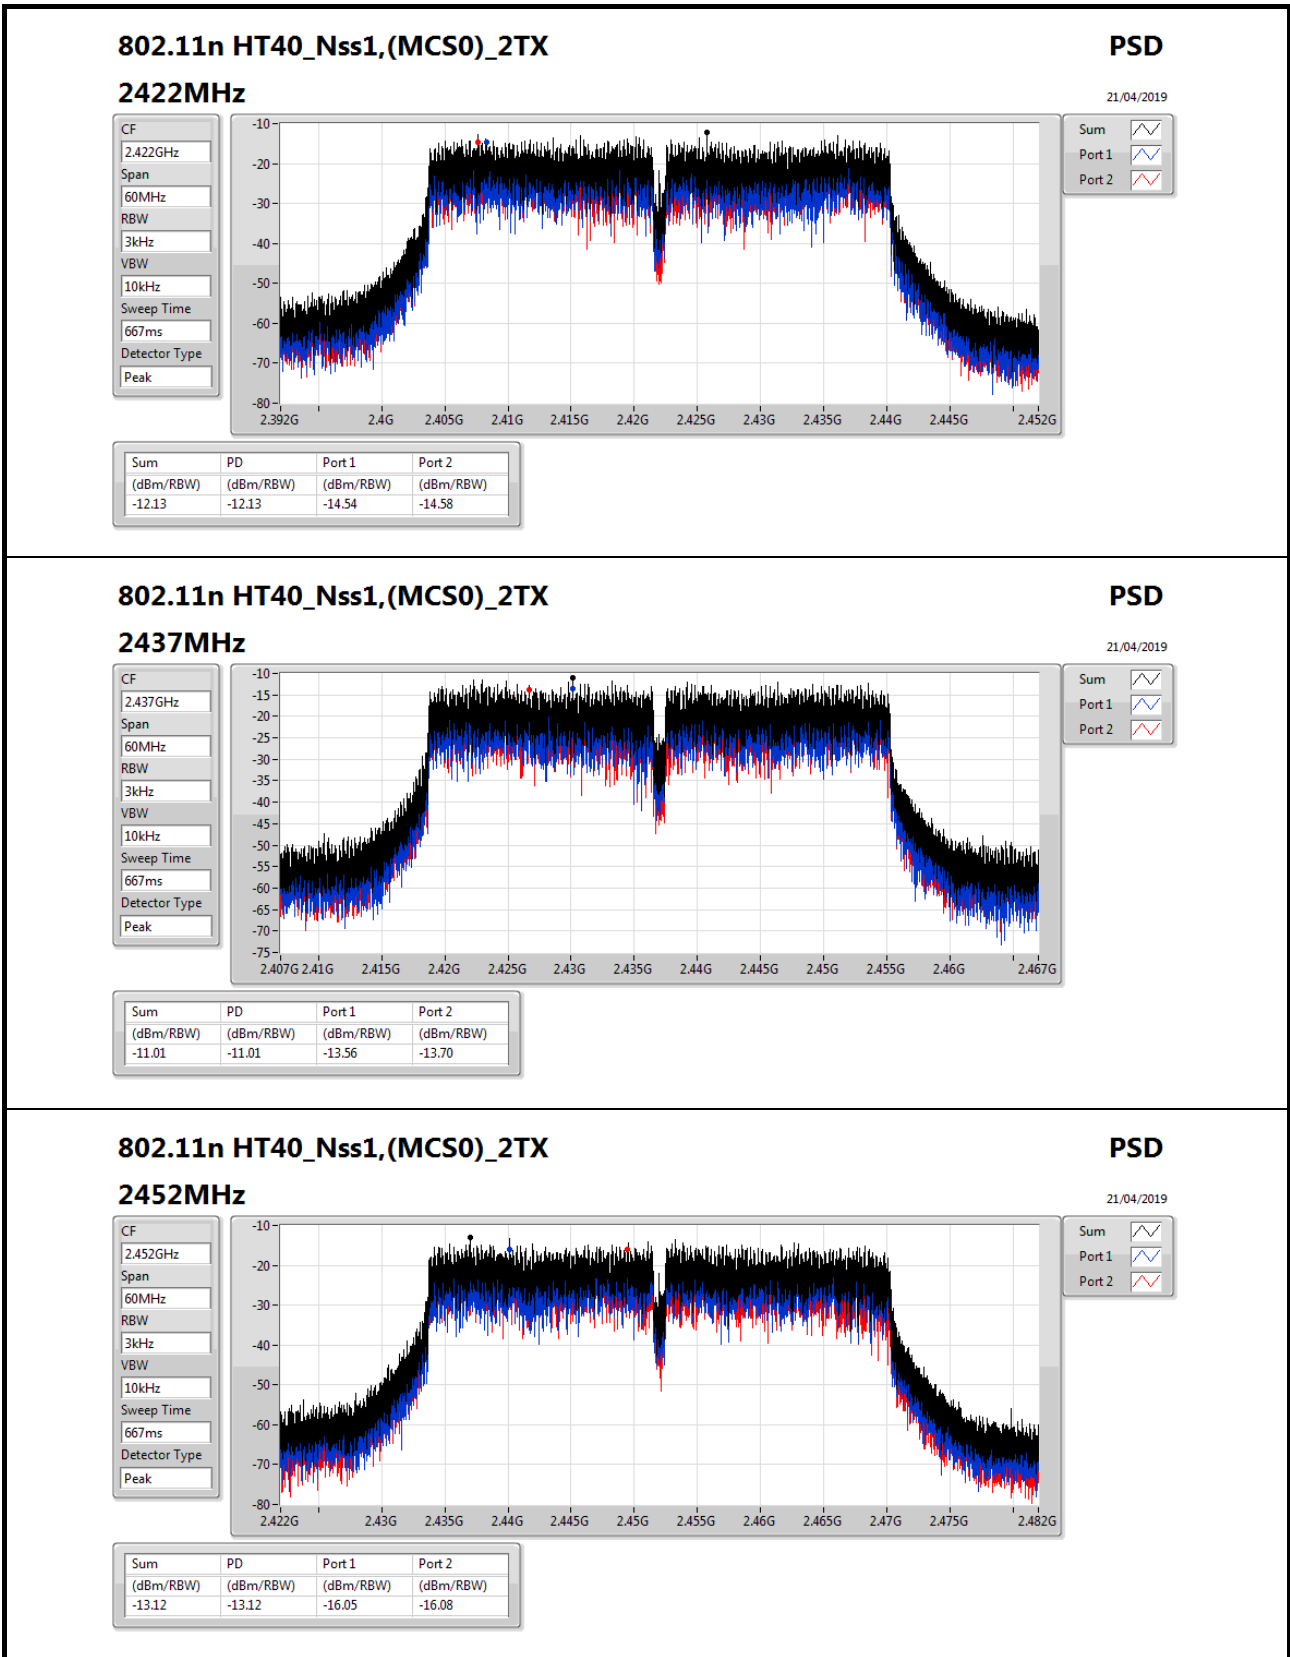 802.11n HT40_Nss1,(MCS0)_2TX PSD
2422MHz 21/04/2019
CF
2.422GHz
Span
60MHz
RBW
3kHz
VBW
10kHz
Sweep Time
667ms
Detector Type
Peak
-10
-20
-30
-40
-50
-60
-70
-80
2.392G 2.4G 2.405G 2.41G 2.415G 2.42G 2.425G 2.43G 2.435G 2.44G 2.445G 2.452G
Sum
Port 1
Port 2
Sum PD Port 1 Port 2
(dBm/RBW) (dBm/RBW) (dBm/RBW) (dBm/RBW)
-12.13 -12.13 -14.54 -14.58
802.11n HT40_Nss1,(MCS0)_2TX PSD
2437MHz 21/04/2019
CF
2.437GHz
Span
60MHz
RBW
3kHz
VBW
10kHz
Sweep Time
667ms
Detector Type
Peak
-10
-15
-20
-25
-30
-35
-40
-45
-50
-55
-60
-65
-70
-75
2.407G 2.41G 2.415G 2.42G 2.425G 2.43G 2.435G 2.44G 2.445G 2.45G 2.455G 2.46G 2.467G
Sum
Port 1
Port 2
Sum PD Port 1 Port 2
(dBm/RBW) (dBm/RBW) (dBm/RBW) (dBm/RBW)
-11.01 -11.01 -13.56 -13.70
802.11n HT40_Nss1,(MCS0)_2TX PSD
2452MHz 21/04/2019
CF
2.452GHz
Span
60MHz
RBW
3kHz
VBW
10kHz
Sweep Time
667ms
Detector Type
Peak
-10
-20
-30
-40
-50
-60
-70
-80
2.422G 2.43G 2.435G 2.44G 2.445G 2.45G 2.455G 2.46G 2.465G 2.47G 2.475G 2.482G
Sum
Port 1
Port 2
Sum PD Port 1 Port 2
(dBm/RBW) (dBm/RBW) (dBm/RBW) (dBm/RBW)
-13.12 -13.12 -16.05 -16.08